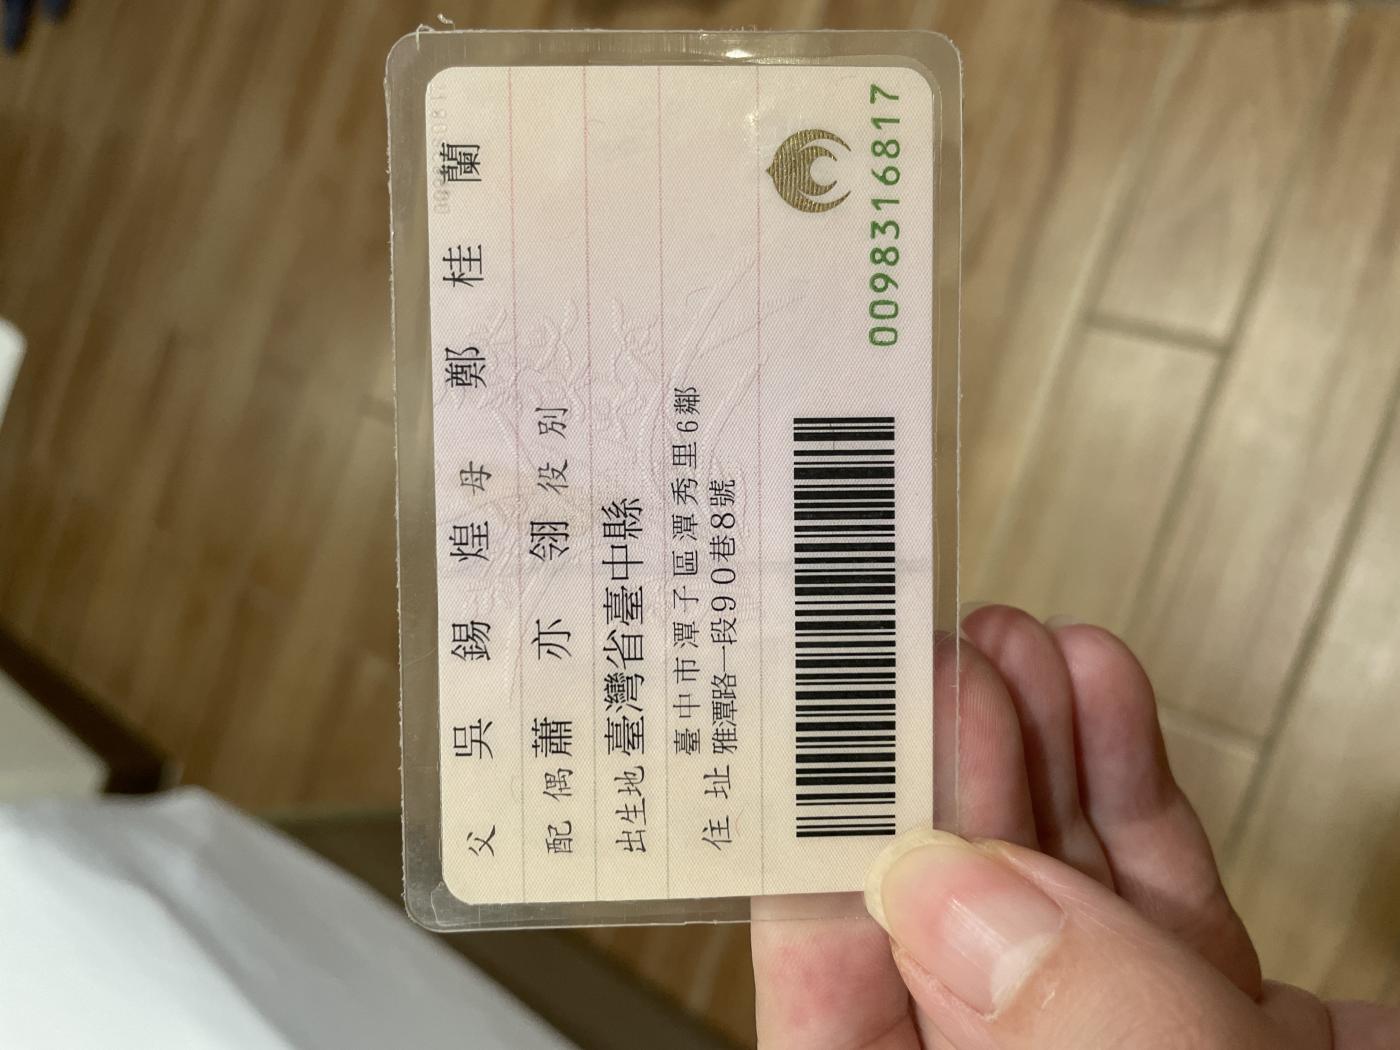 父 吳錫煌 母 鄭桂蘭
配偶 蕭亦翎 役別
出生地 臺灣省臺中縣
住址 臺中市潭子區潭秀里6鄰
雅潭路一段90巷8號
0098316817